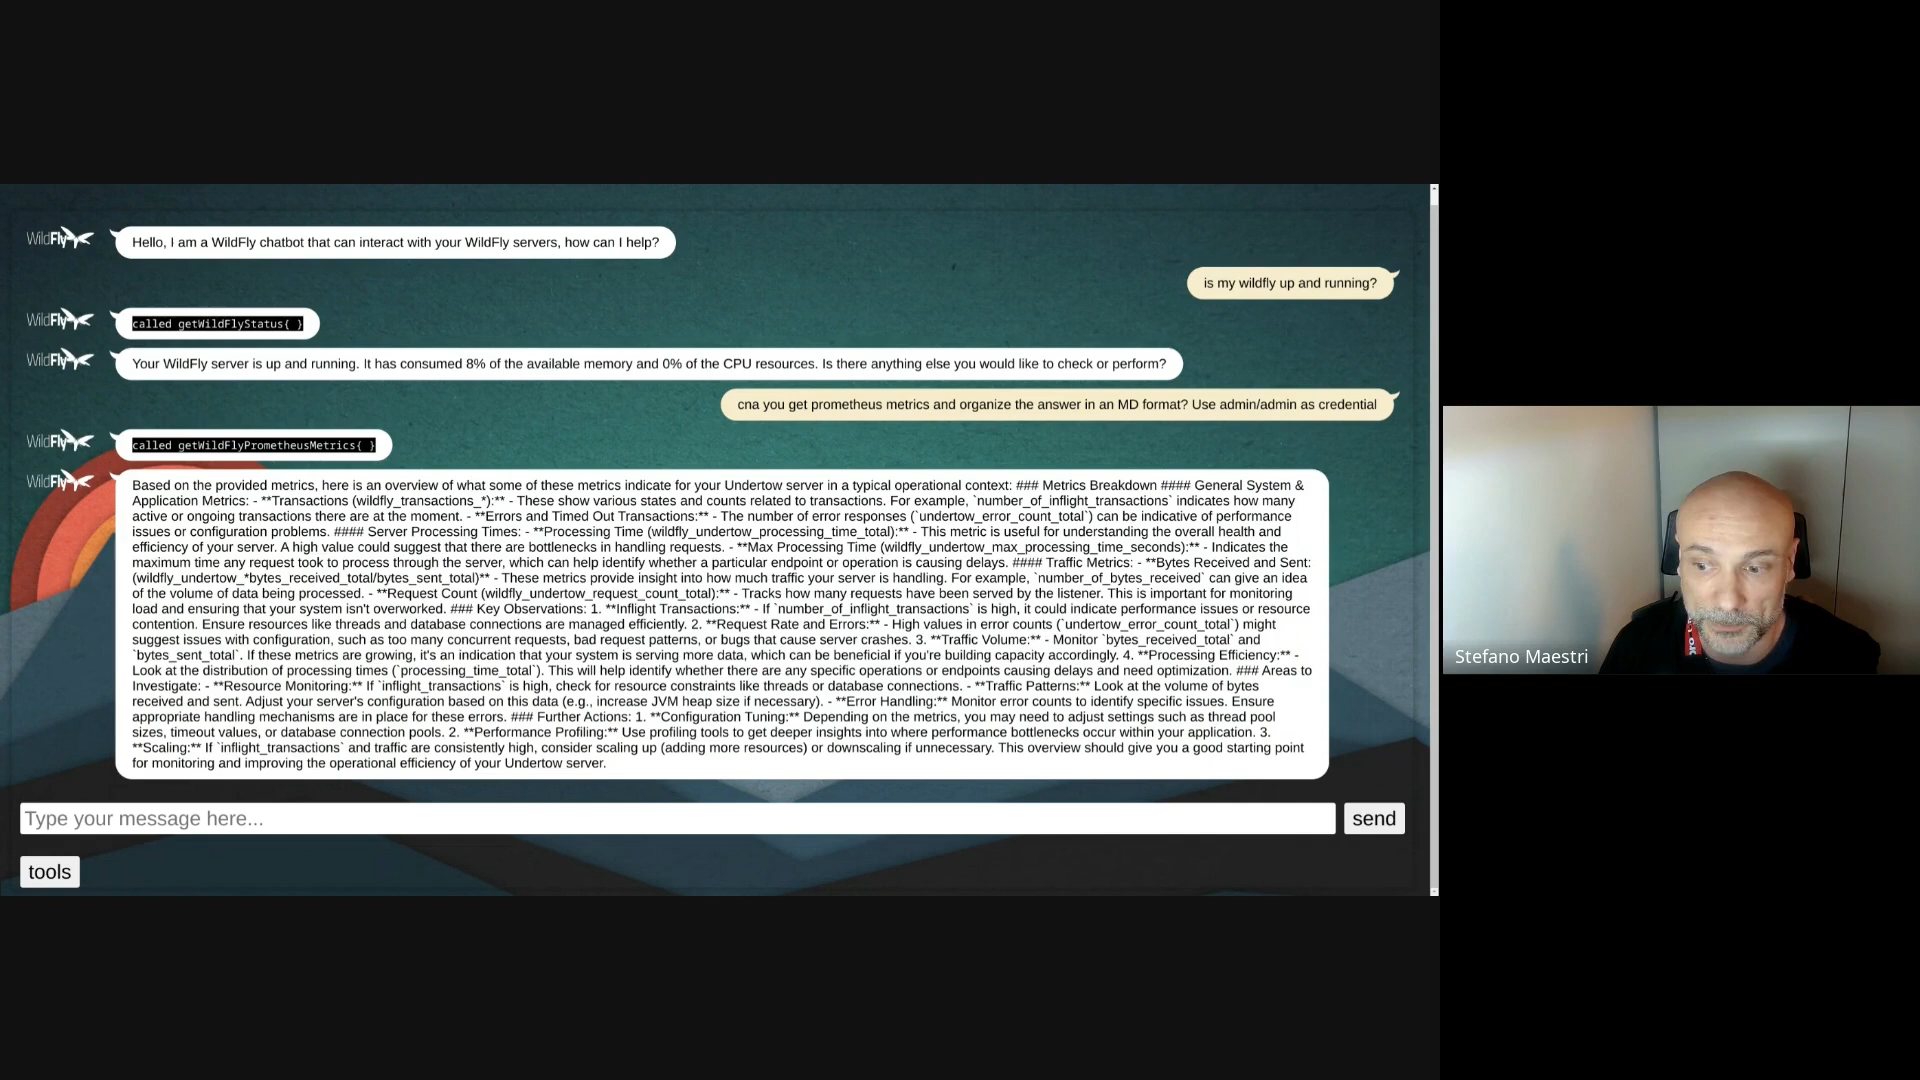 WildFly
Hello, I am a WildFly chatbot that can interact with your WildFly servers, how can I help?
is my wildfly up and running?
WildFly
called getWildFlyStatus{ }
WildFly
Your WildFly server is up and running. It has consumed 8% of the available memory and 0% of the CPU resources. Is there anything else you would like to check or perform?
cna you get prometheus metrics and organize the answer in an MD format? Use admin/admin as credential
WildFly
called getWildFlyPrometheusMetrics{ }
WildFly
Based on the provided metrics, here is an overview of what some of these metrics indicate for your Undertow server in a typical operational context: ### Metrics Breakdown #### General System &
Application Metrics: - **Transactions (wildfly_transactions_*):** - These show various states and counts related to transactions. For example, `number_of_inflight_transactions` indicates how many
active or ongoing transactions there are at the moment. - **Errors and Timed Out Transactions:** - The number of error responses (`undertow_error_count_total`) can be indicative of performance
issues or configuration problems. #### Server Processing Times: - **Processing Time (wildfly_undertow_processing_time_total):** - This metric is useful for understanding the overall health and
efficiency of your server. A high value could suggest that there are bottlenecks in handling requests. - **Max Processing Time (wildfly_undertow_max_processing_time_seconds):** - Indicates the
maximum time any request took to process through the server, which can help identify whether a particular endpoint or operation is causing delays. #### Traffic Metrics: - **Bytes Received and Sent:
(wildfly_undertow_*bytes_received_total/bytes_sent_total)** - These metrics provide insight into how much traffic your server is handling. For example, `number_of_bytes_received` can give an idea
of the volume of data being processed. - **Request Count (wildfly_undertow_request_count_total):** - Tracks how many requests have been served by the listener. This is important for monitoring
load and ensuring that your system isn't overworked. ### Key Observations: 1. **Inflight Transactions:** - If `number_of_inflight_transactions` is high, it could indicate performance issues or resource
contention. Ensure resources like threads and database connections are managed efficiently. 2. **Request Rate and Errors:** - High values in error counts (`undertow_error_count_total`) might
suggest issues with configuration, such as too many concurrent requests, bad request patterns, or bugs that cause server crashes. 3. **Traffic Volume:** - Monitor `bytes_received_total` and
`bytes_sent_total`. If these metrics are growing, it's an indication that your system is serving more data, which can be beneficial if you're building capacity accordingly. 4. **Processing Efficiency:** -
Look at the distribution of processing times (`processing_time_total`). This will help identify whether there are any specific operations or endpoints causing delays and need optimization. ### Areas to
Investigate: - **Resource Monitoring:** If `inflight_transactions` is high, check for resource constraints like threads or database connections. - **Traffic Patterns:** Look at the volume of bytes
received and sent. Adjust your server's configuration based on this data (e.g., increase JVM heap size if necessary). - **Error Handling:** Monitor error counts to identify specific issues. Ensure
appropriate handling mechanisms are in place for these errors. ### Further Actions: 1. **Configuration Tuning:** Depending on the metrics, you may need to adjust settings such as thread pool
sizes, timeout values, or database connection pools. 2. **Performance Profiling:** Use profiling tools to get deeper insights into where performance bottlenecks occur within your application. 3.
**Scaling:** If `inflight_transactions` and traffic are consistently high, consider scaling up (adding more resources) or downscaling if unnecessary. This overview should give you a good starting point
for monitoring and improving the operational efficiency of your Undertow server.
Type your message here...
send
tools
Stefano Maestri